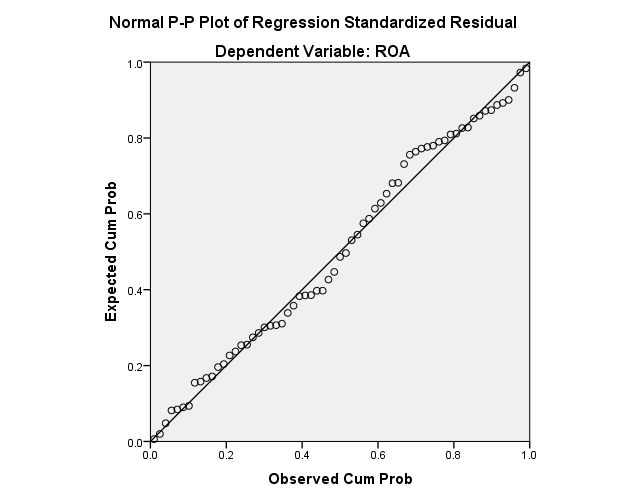 Normal P-P Plot of Regression Standardized Residual
Dependent Variable: ROA
1.0
0.8
0.6
0.4
0.2
0.0
Expected Cum Prob
0.0 0.2 0.4 0.6 0.8 1.0
Observed Cum Prob